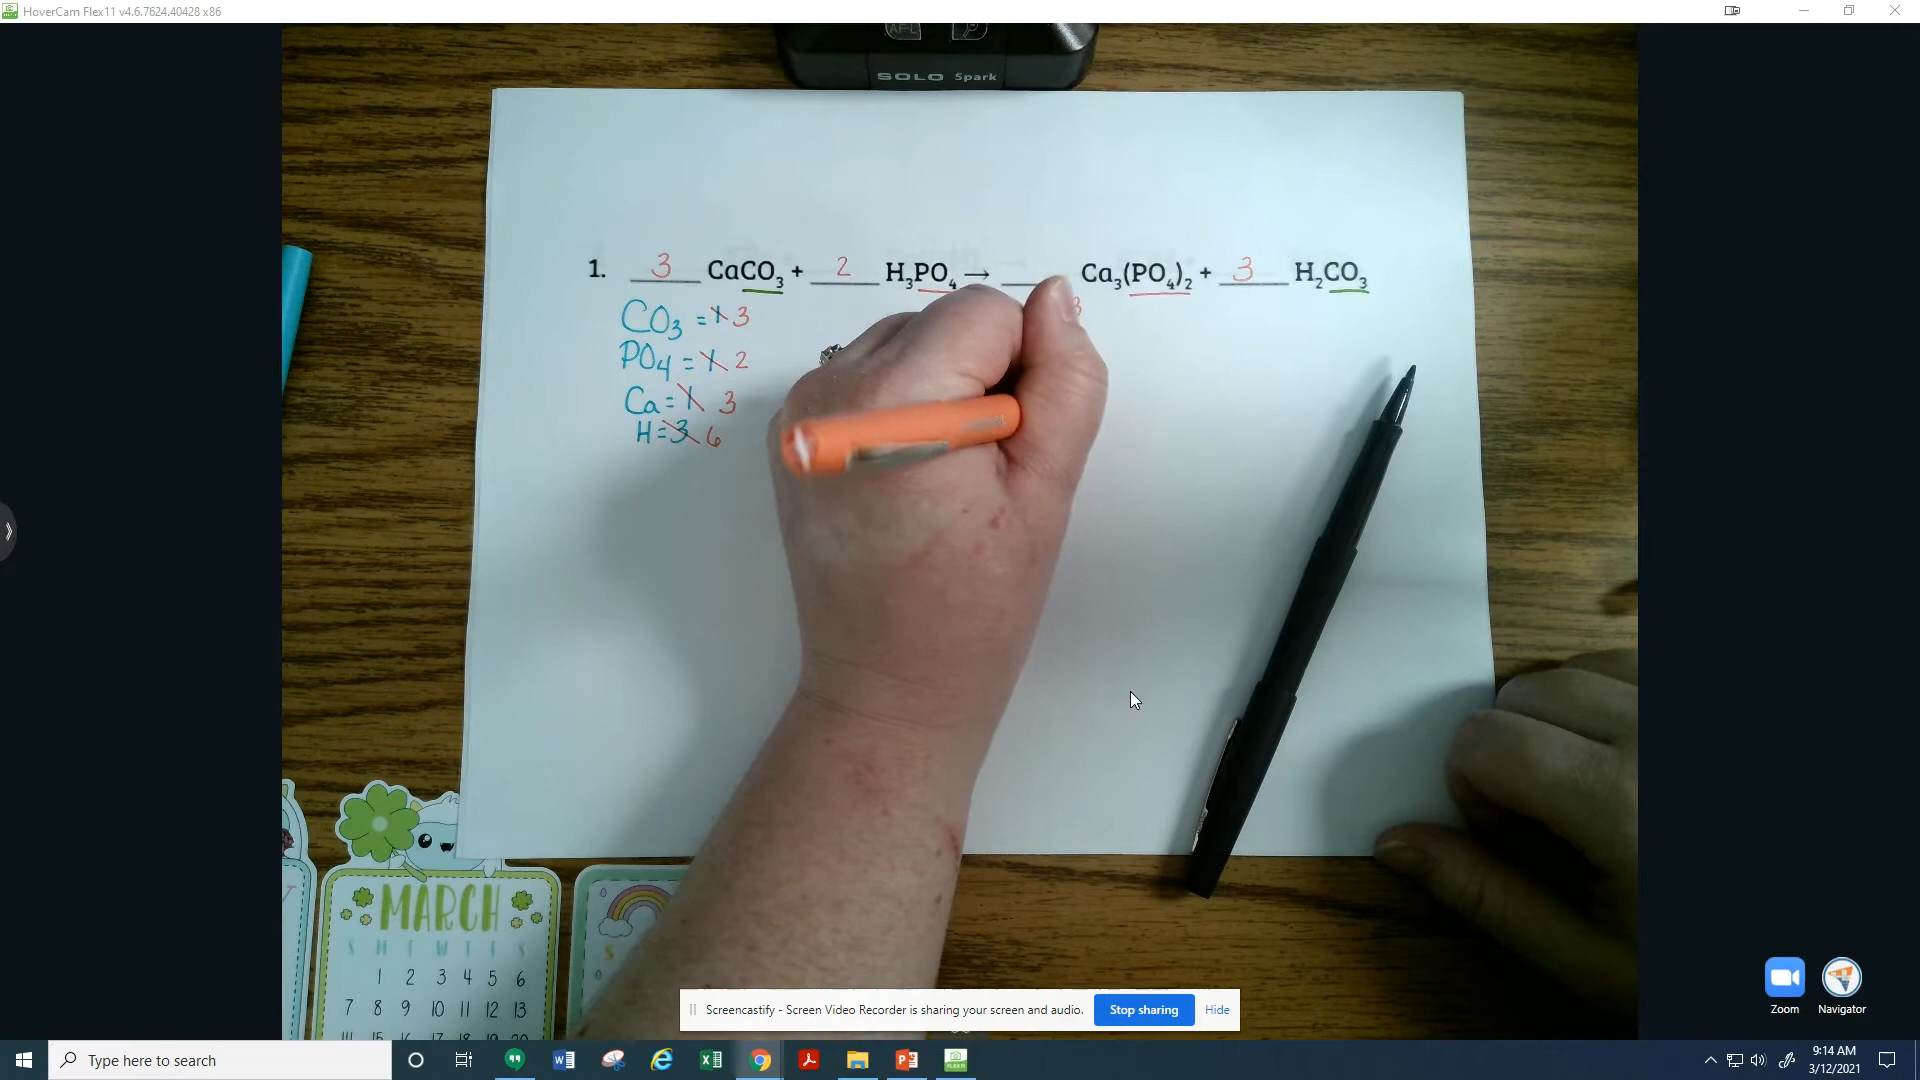 HoverCam Flex11 v4.6.7624.40428 x86
AF-L
SOLO Spark
1. 3 CaCO₃ + 2 H₃PO₄ → ___ Ca₃(PO₄)₂ + 3 H₂CO₃
CO₃ = 1 3
3
PO₄ = 1 2
Ca = 1 3
H = 3 6
MARCH
S M T W T F S
1 2 3 4 5 6
7 8 9 10 11 12 13
S
Screencastify - Screen Video Recorder is sharing your screen and audio.
Stop sharing
Hide
Zoom
Navigator
Type here to search
9:14 AM
3/12/2021